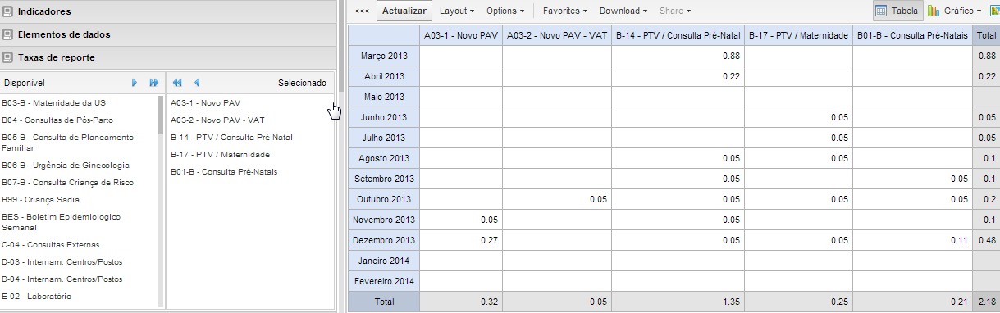 Indicadores
Elementos de dados
Taxas de reporte
Disponível Selecionado
B03-B - Matenidade da US
B04 - Consultas de Pós-Parto
B05-B - Consulta de Planeamento
Familiar
B06-B - Urgência de Ginecologia
B07-B - Consulta Criança de Risco
B99 - Criança Sadia
BES - Boletim Epidemiologico
Semanal
C-04 - Consultas Externas
D-03 - Internam. Centros/Postos
D-04 - Internam. Centros/Postos
E-02 - Laboratório
A03-1 - Novo PAV
A03-2 - Novo PAV - VAT
B-14 - PTV / Consulta Pré-Natal
B-17 - PTV / Maternidade
B01-B - Consulta Pré-Natais
<<< Actualizar Layout Options Favorites Download Share Tabela Gráfico
A03-1 - Novo PAV A03-2 - Novo PAV - VAT B-14 - PTV / Consulta Pré-Natal B-17 - PTV / Maternidade B01-B - Consulta Pré-Natais Total
Março 2013 0.88 0.88
Abril 2013 0.22 0.22
Maio 2013
Junho 2013 0.05 0.05
Julho 2013 0.05 0.05
Agosto 2013 0.05 0.05 0.1
Setembro 2013 0.05 0.05 0.1
Outubro 2013 0.05 0.05 0.05 0.05 0.2
Novembro 2013 0.05 0.05 0.1
Dezembro 2013 0.27 0.05 0.05 0.11 0.48
Janeiro 2014
Fevereiro 2014
Total 0.32 0.05 1.35 0.25 0.21 2.18